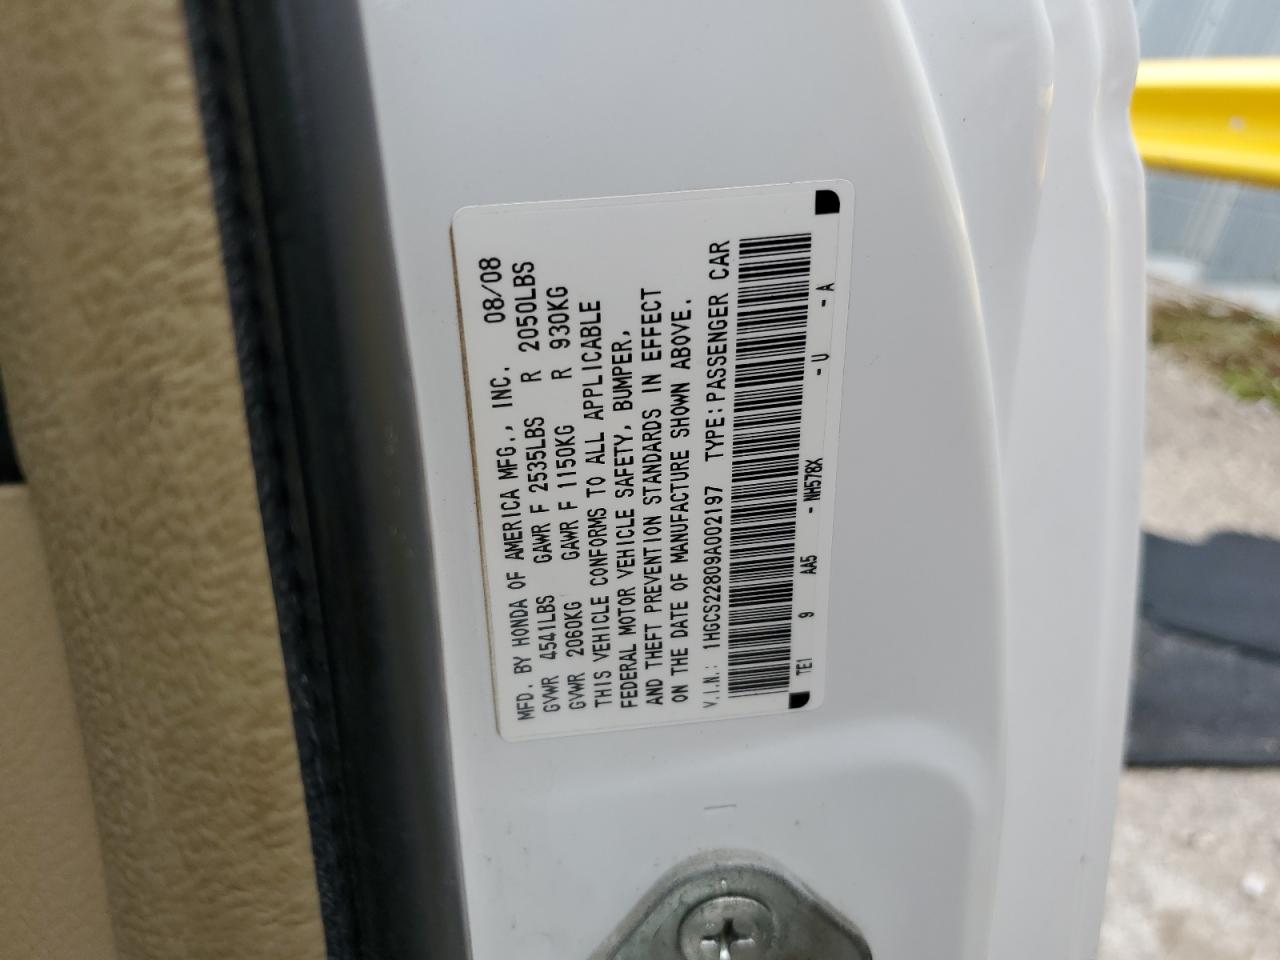 MFD. BY HONDA OF AMERICA MFG., INC. 08/08
GVWR 4541LBS GAWR F 2535LBS R 2050LBS
GVWR 2060KG GAWR F 1150KG R 930KG
THIS VEHICLE CONFORMS TO ALL APPLICABLE
FEDERAL MOTOR VEHICLE SAFETY, BUMPER,
AND THEFT PREVENTION STANDARDS IN EFFECT
ON THE DATE OF MANUFACTURE SHOWN ABOVE.
V.I.N.: 1HGCS22809A002197 TYPE:PASSENGER CAR
TE1 9 AA5 -NH578X -U -A